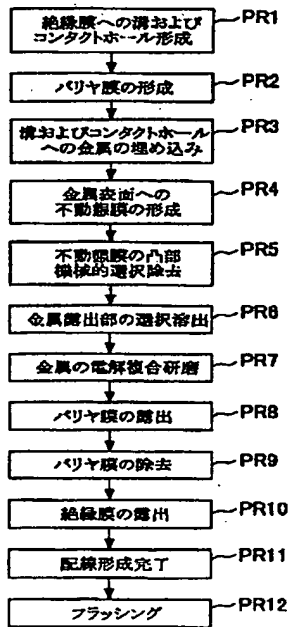 絶縁膜への溝および
コンタクトホール形成
PR1
バリヤ膜の形成
PR2
溝およびコンタクトホール
への金属の埋め込み
PR3
金属表面への
不動態膜の形成
PR4
不動態膜の凸部
機械的選択除去
PR5
金属露出部の選択溶出
PR6
金属の電解複合研磨
PR7
バリヤ膜の露出
PR8
バリヤ膜の除去
PR9
絶縁膜の露出
PR10
配線形成完了
PR11
フラッシング
PR12